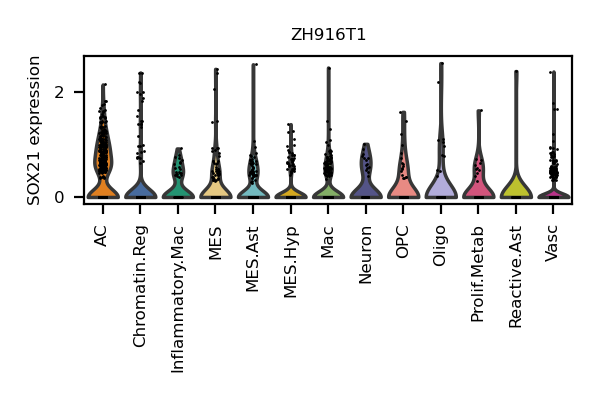 ZH916T1
SOX21 expression
2
0
AC
Chromatin.Reg
Inflammatory.Mac
MES
MES.Ast
MES.Hyp
Mac
Neuron
OPC
Oligo
Prolif.Metab
Reactive.Ast
Vasc